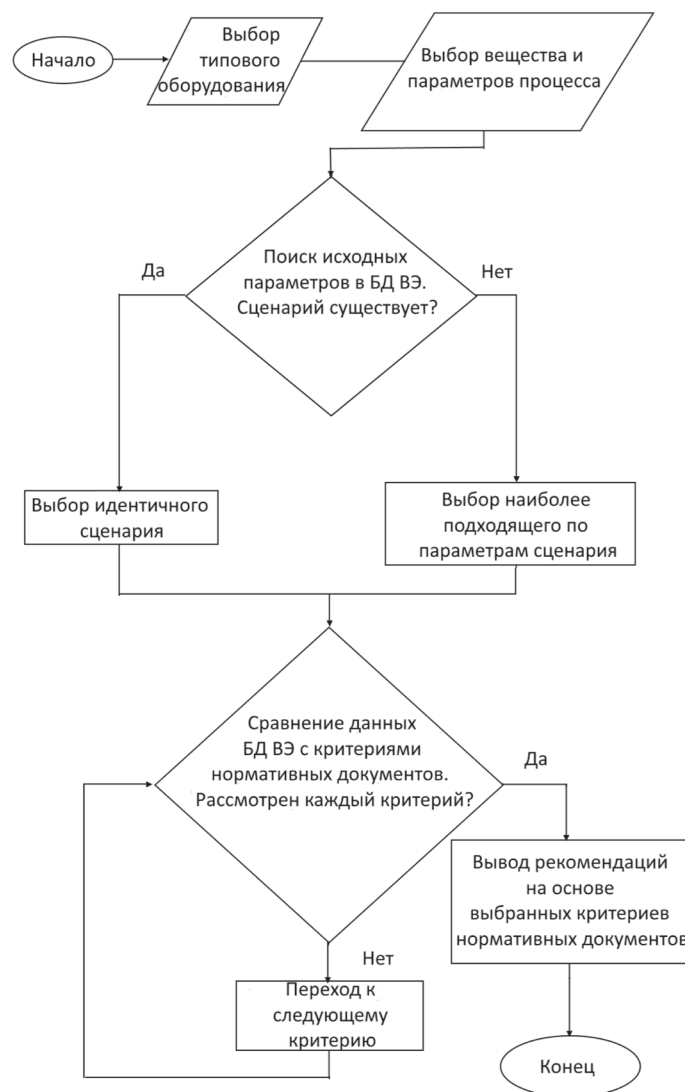 Начало
Выбор
типового
оборудования
Выбор вещества и
параметров процесса
Поиск исходных
параметров в БД ВЭ.
Сценарий существует?
Да
Нет
Выбор идентичного
сценария
Выбор наиболее
подходящего по
параметрам сценария
Сравнение данных
БД ВЭ с критериями
нормативных документов.
Рассмотрен каждый критерий?
Да
Вывод рекомендаций
на основе
выбранных критериев
нормативных документов
Нет
Переход к
следующему
критерию
Конец